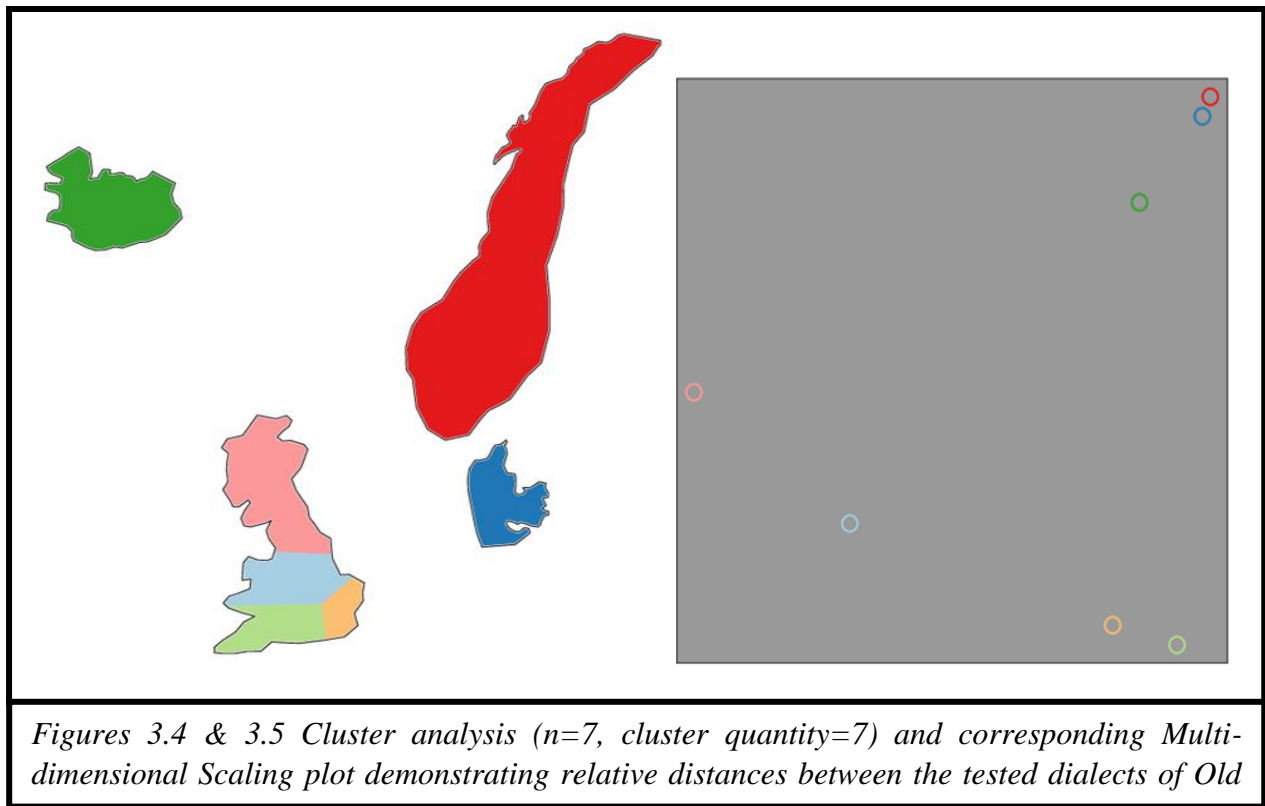 Figures 3.4 & 3.5 Cluster analysis (n=7, cluster quantity=7) and corresponding Multi-
dimensional Scaling plot demonstrating relative distances between the tested dialects of Old